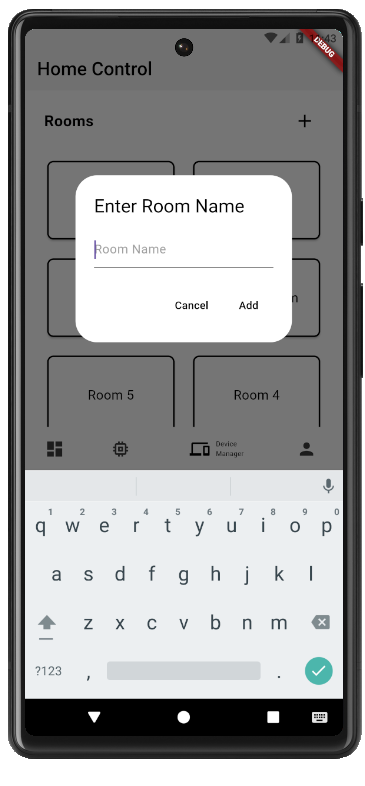 43
DEBUG
Home Control
Rooms
Enter Room Name
Room Name
Cancel
Add
m
Room 5
Room 4
Device
Manager
1 2 3 4 5 6 7 8 9 0
q w e r t y u i o p
a s d f g h j k l
z x c v b n m
?123 , .